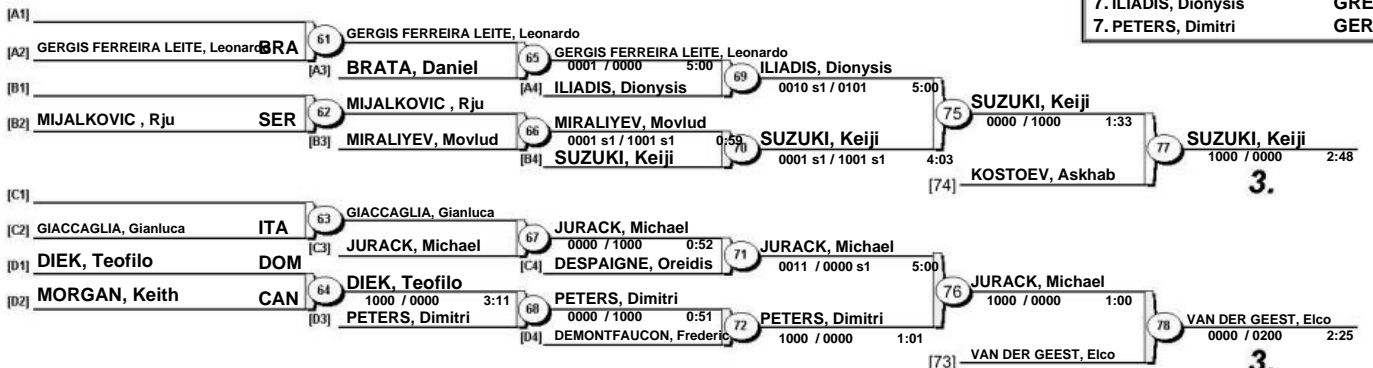 7. ILIADIS, Dionysis GRE
7. PETERS, Dimitri GER
[A1]
[A2] GERGIS FERREIRA LEITE, Leonardo BRA
61 GERGIS FERREIRA LEITE, Leonardo
[A3] BRATA, Daniel
65 GERGIS FERREIRA LEITE, Leonardo
0001 / 0000 5:00
[A4] ILIADIS, Dionysis
69 ILIADIS, Dionysis
0010 s1 / 0101 5:00
[B1]
[B2] MIJALKOVIC , Rju SER
62 MIJALKOVIC , Rju
[B3] MIRALIYEV, Movlud
66 MIRALIYEV, Movlud
0001 s1 / 1001 s1 0:59
[B4] SUZUKI, Keiji
70 SUZUKI, Keiji
0001 s1 / 1001 s1 4:03
75 SUZUKI, Keiji
0000 / 1000 1:33
[74] KOSTOEV, Askhab
77 SUZUKI, Keiji
1000 / 0000 2:48
3.
[C1]
[C2] GIACCAGLIA, Gianluca ITA
63 GIACCAGLIA, Gianluca
[C3] JURACK, Michael
67 JURACK, Michael
0000 / 1000 0:52
[C4] DESPAIGNE, Oreidis
71 JURACK, Michael
0011 / 0000 s1 5:00
[D1] DIEK, Teofilo DOM
[D2] MORGAN, Keith CAN
64 DIEK, Teofilo
1000 / 0000 3:11
[D3] PETERS, Dimitri
68 PETERS, Dimitri
0000 / 1000 0:51
[D4] DEMONTFAUCON, Frederic
72 PETERS, Dimitri
1000 / 0000 1:01
76 JURACK, Michael
1000 / 0000 1:00
[73] VAN DER GEEST, Elco
78 VAN DER GEEST, Elco
0000 / 0200 2:25
3.